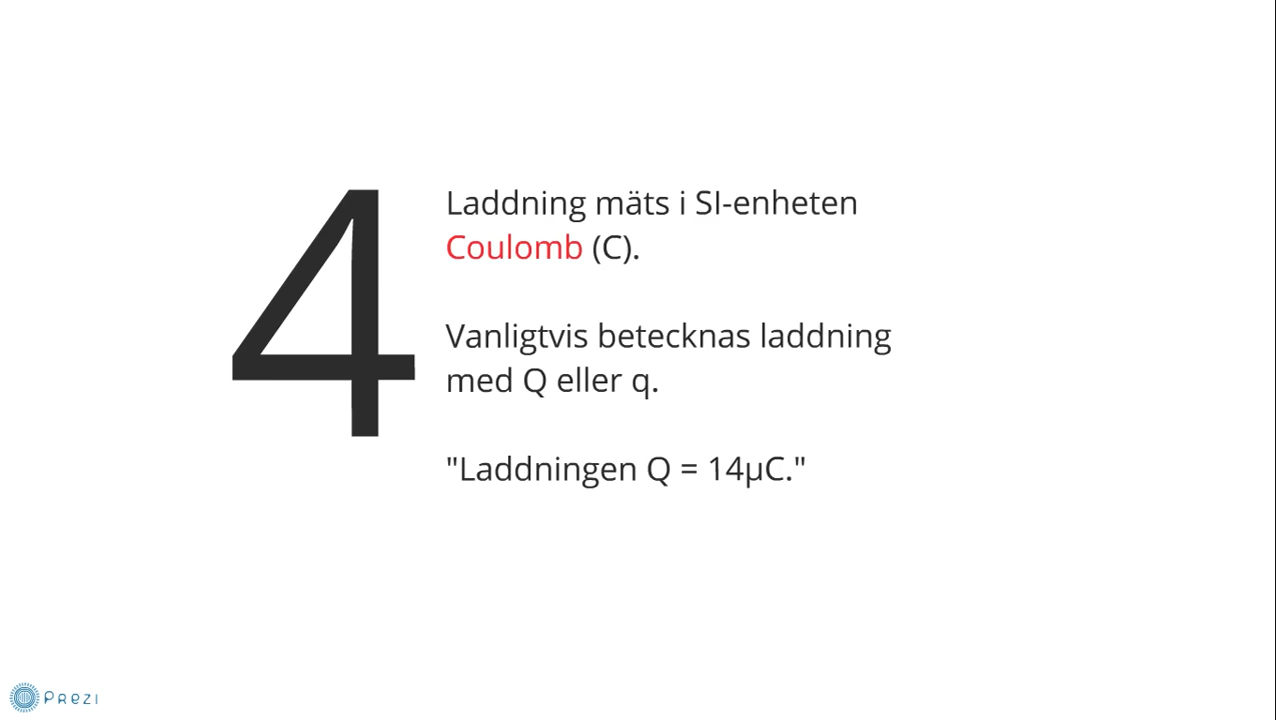 4
Laddning mäts i SI-enheten
Coulomb (C).
Vanligtvis betecknas laddning
med Q eller q.
"Laddningen Q = 14μC."
Prezi